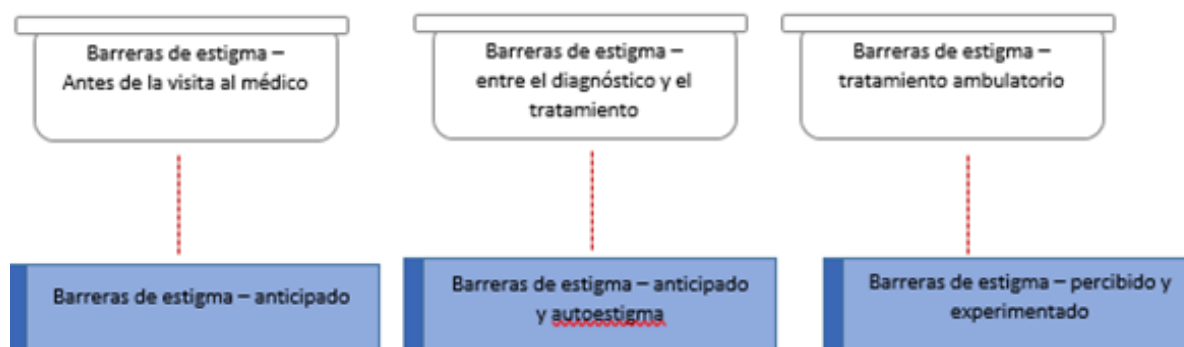 Barreras de estigma –
Antes de la visita al médico
Barreras de estigma –
entre el diagnóstico y el
tratamiento
Barreras de estigma –
tratamiento ambulatorio
Barreras de estigma – anticipado
Barreras de estigma – anticipado
y autoestigma
Barreras de estigma – percibido y
experimentado